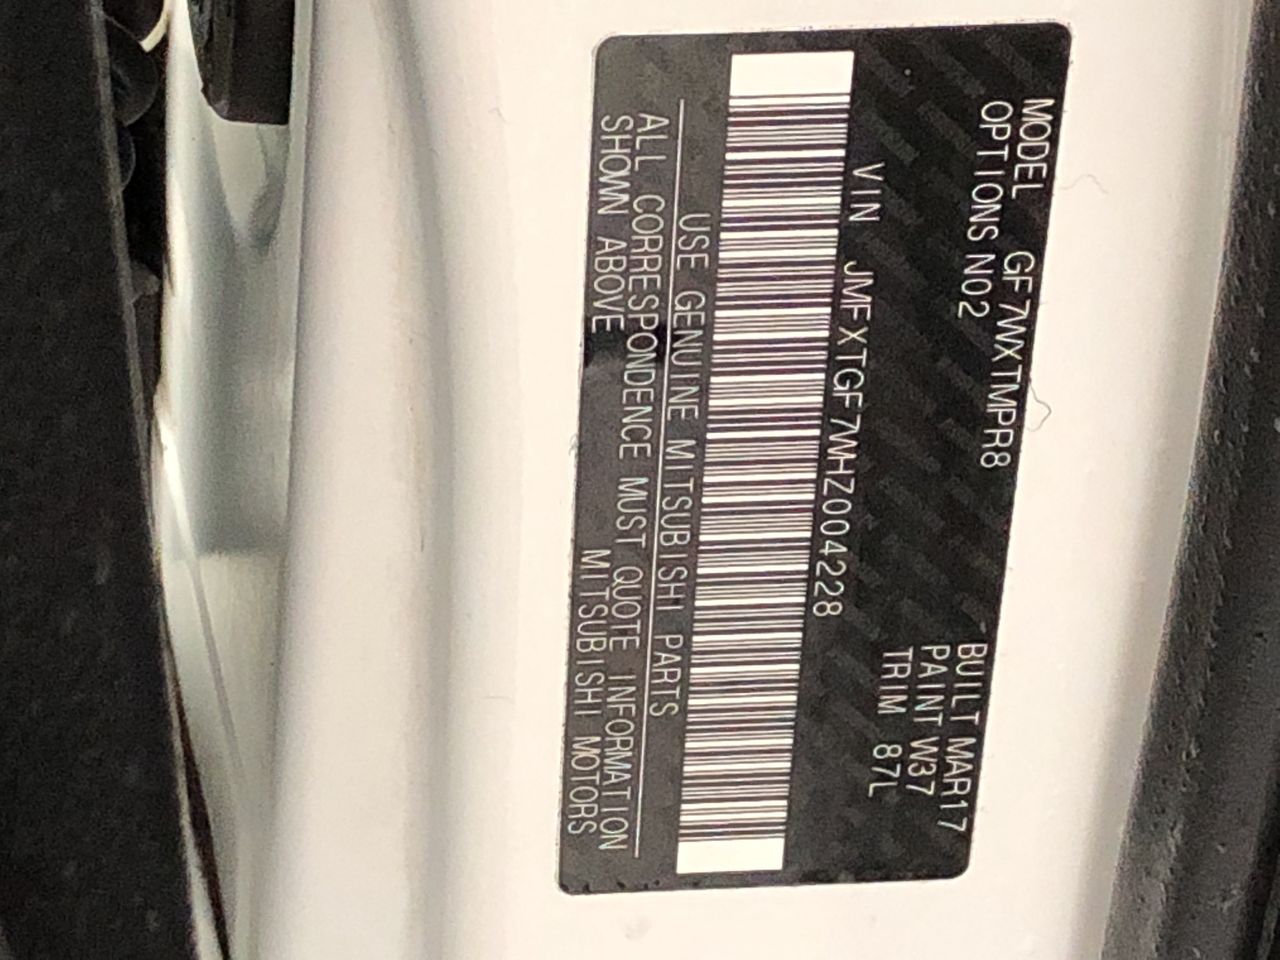 MODEL GF7WXTMPR8
OPTIONS N02
BUILT MAR17
PAINT W37
TRIM 87L
VIN JMFXTGF7WHZ004228
USE GENUINE MITSUBISHI PARTS
ALL CORRESPONDENCE MUST QUOTE INFORMATION
SHOWN ABOVE
MITSUBISHI MOTORS